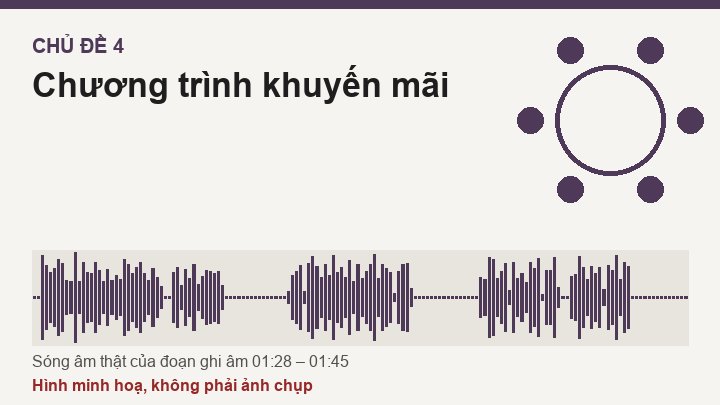 CHỦ ĐỀ 4
Chương trình khuyến mãi
Sóng âm thật của đoạn ghi âm 01:28 – 01:45
Hình minh hoạ, không phải ảnh chụp